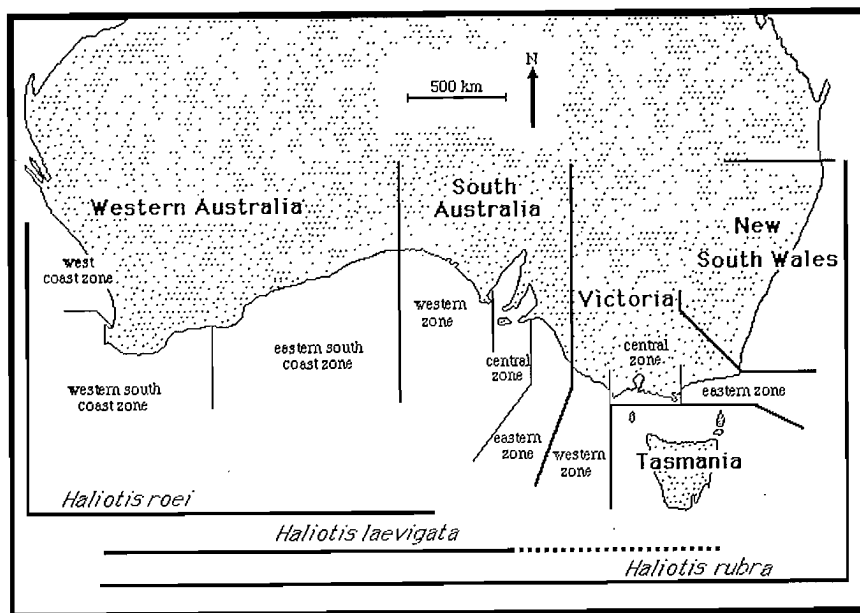 500 km
N
Western Australia
South
Australia
New
South Wales
Victoria
west
coast zone
western
zone
central
zone
eastern south
coast zone
central
zone
western south
coast zone
eastern zone
eastern
zone
western
zone
Tasmania
Haliotis roei
Haliotis laevigata
Haliotis rubra